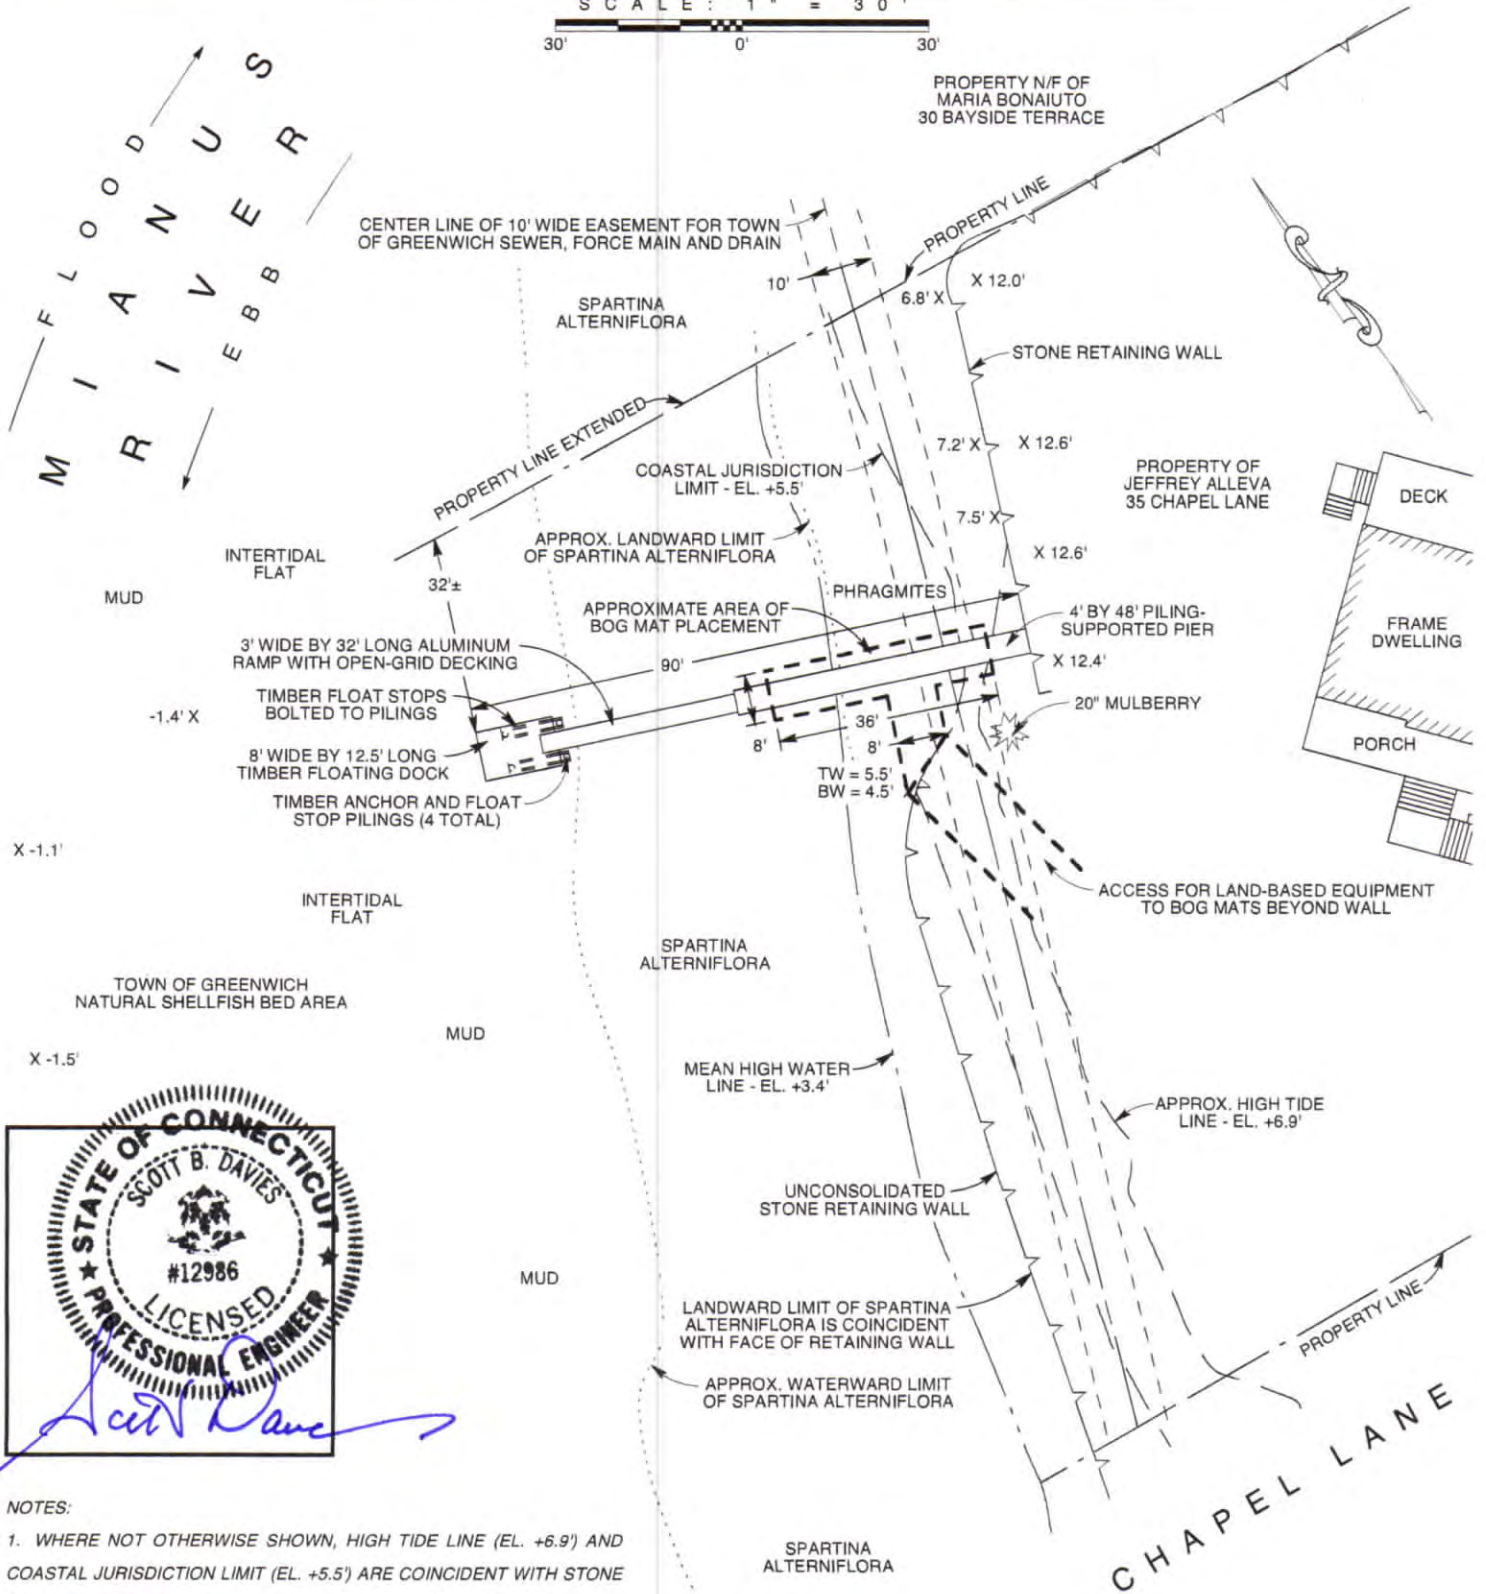 SCALE: 1" = 30'
30' 0' 30'
PROPERTY N/F OF
MARIA BONAIUTO
30 BAYSIDE TERRACE
FLOOD
MIANUS
RIVER
EBB
CENTER LINE OF 10' WIDE EASEMENT FOR TOWN
OF GREENWICH SEWER, FORCE MAIN AND DRAIN
PROPERTY LINE
10'
6.8' X
X 12.0'
SPARTINA
ALTERNIFLORA
STONE RETAINING WALL
PROPERTY LINE EXTENDED
7.2' X
X 12.6'
COASTAL JURISDICTION
LIMIT - EL. +5.5'
PROPERTY OF
JEFFREY ALLEVA
35 CHAPEL LANE
DECK
7.5' X
APPROX. LANDWARD LIMIT
OF SPARTINA ALTERNIFLORA
X 12.6'
INTERTIDAL
FLAT
MUD
32'±
PHRAGMITES
APPROXIMATE AREA OF
BOG MAT PLACEMENT
4' BY 48' PILING-
SUPPORTED PIER
FRAME
DWELLING
3' WIDE BY 32' LONG ALUMINUM
RAMP WITH OPEN-GRID DECKING
90'
X 12.4'
TIMBER FLOAT STOPS
BOLTED TO PILINGS
-1.4' X
20" MULBERRY
36'
8'
8'
PORCH
8' WIDE BY 12.5' LONG
TIMBER FLOATING DOCK
TW = 5.5'
BW = 4.5'
TIMBER ANCHOR AND FLOAT
STOP PILINGS (4 TOTAL)
X -1.1'
INTERTIDAL
FLAT
ACCESS FOR LAND-BASED EQUIPMENT
TO BOG MATS BEYOND WALL
SPARTINA
ALTERNIFLORA
TOWN OF GREENWICH
NATURAL SHELLFISH BED AREA
MUD
X -1.5'
MEAN HIGH WATER
LINE - EL. +3.4'
APPROX. HIGH TIDE
LINE - EL. +6.9'
STATE OF CONNECTICUT
SCOTT B. DAVIES
#12986
LICENSED
PROFESSIONAL ENGINEER
UNCONSOLIDATED
STONE RETAINING WALL
MUD
LANDWARD LIMIT OF SPARTINA
ALTERNIFLORA IS COINCIDENT
WITH FACE OF RETAINING WALL
PROPERTY LINE
APPROX. WATERWARD LIMIT
OF SPARTINA ALTERNIFLORA
CHAPEL LANE
NOTES:
1. WHERE NOT OTHERWISE SHOWN, HIGH TIDE LINE (EL. +6.9') AND
COASTAL JURISDICTION LIMIT (EL. +5.5') ARE COINCIDENT WITH STONE
SPARTINA
ALTERNIFLORA